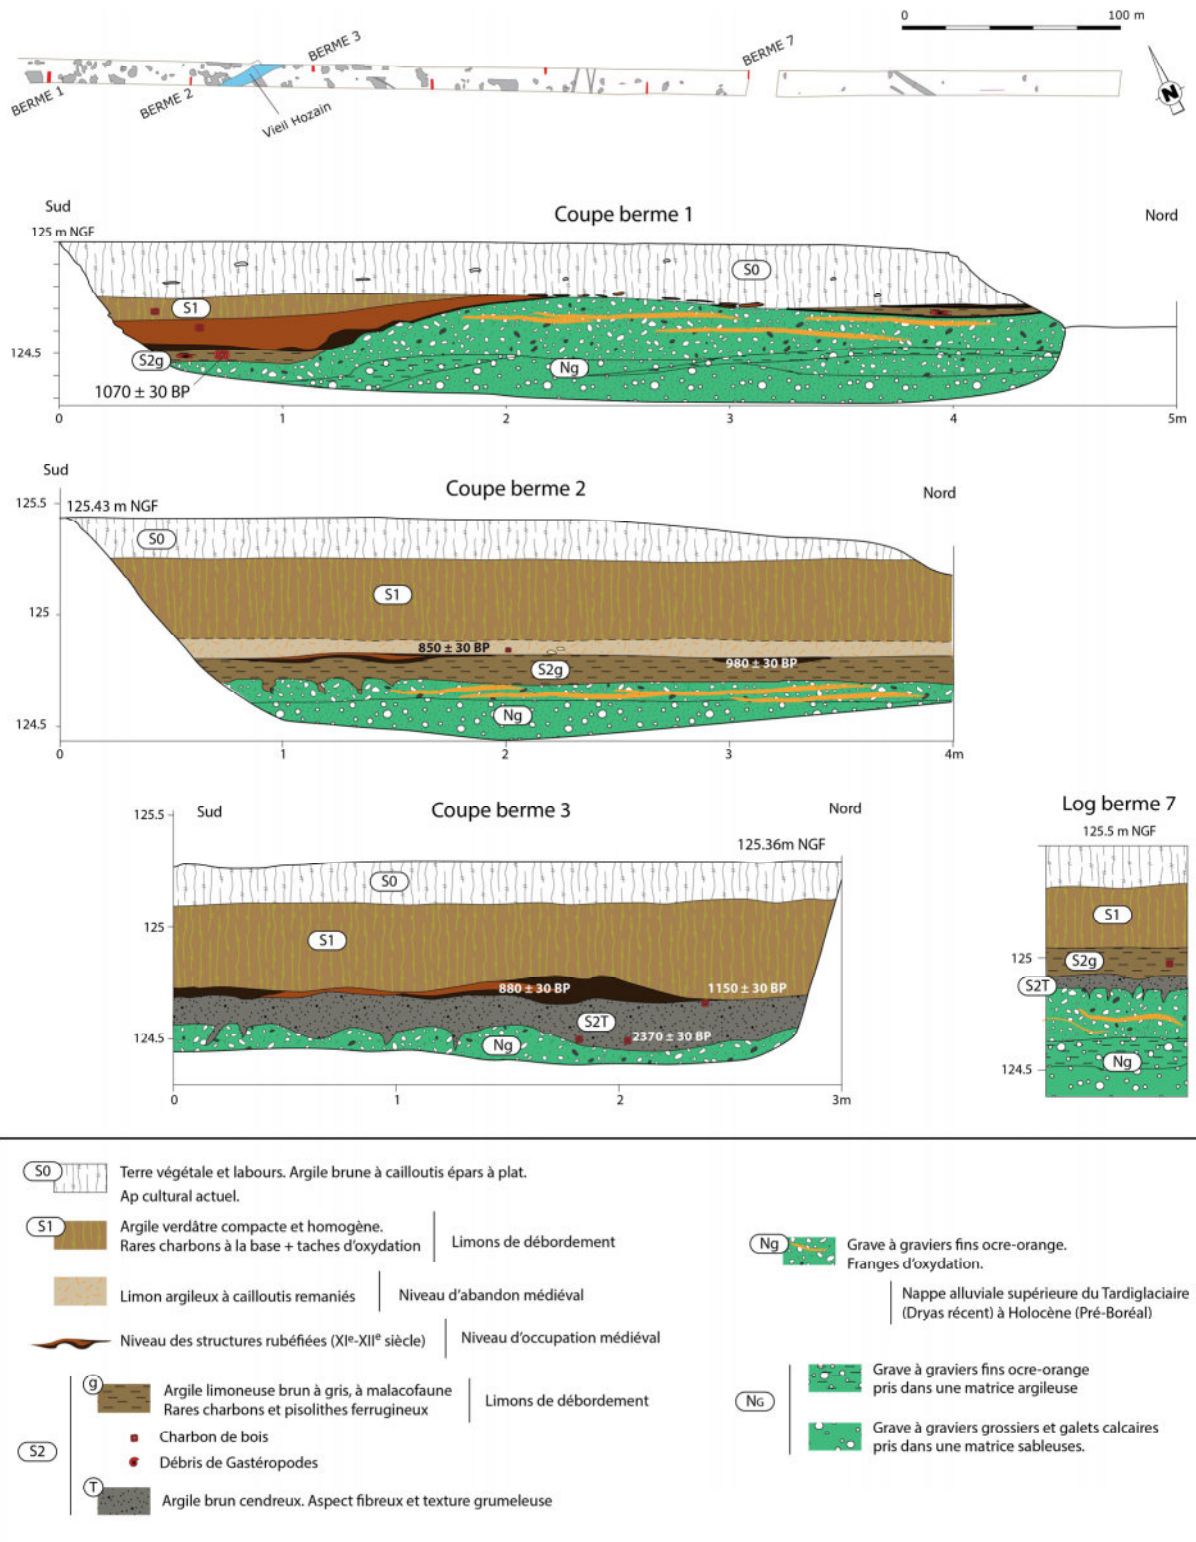 0
100 m
BERME 3
BERME 7
BERME 1
BERME 2
Vieil Hozain
N
Sud
Coupe berme 1
Nord
125 m NGF
S0
S1
124.5
S2g
Ng
1070 ± 30 BP
0
1
2
3
4
5m
Sud
Coupe berme 2
Nord
125.5
125.43 m NGF
S0
S1
125
850 ± 30 BP
S2g
980 ± 30 BP
Ng
124.5
0
1
2
3
4m
125.5
Sud
Coupe berme 3
Nord
125.36m NGF
S0
125
S1
880 ± 30 BP
1150 ± 30 BP
S2T
2370 ± 30 BP
124.5
Ng
0
1
2
3m
Log berme 7
125.5 m NGF
S1
125
S2g
S2T
Ng
124.5
S0
Terre végétale et labours. Argile brune à cailloutis épars à plat.
Ap cultural actuel.
S1
Argile verdâtre compacte et homogène.
Rares charbons à la base + taches d'oxydation
Limons de débordement
Limon argileux à cailloutis remaniés
Niveau d'abandon médiéval
Niveau des structures rubéfiées (XIe-XIIe siècle)
Niveau d'occupation médiéval
S2
g
Argile limoneuse brun à gris, à malacofaune
Rares charbons et pisolithes ferrugineux
Limons de débordement
Charbon de bois
Débris de Gastéropodes
T
Argile brun cendreux. Aspect fibreux et texture grumeleuse
Ng
Grave à graviers fins ocre-orange.
Franges d'oxydation.
Nappe alluviale supérieure du Tardiglaciaire
(Dryas récent) à Holocène (Pré-Boréal)
NG
Grave à graviers fins ocre-orange
pris dans une matrice argileuse
Grave à graviers grossiers et galets calcaires
pris dans une matrice sableuses.